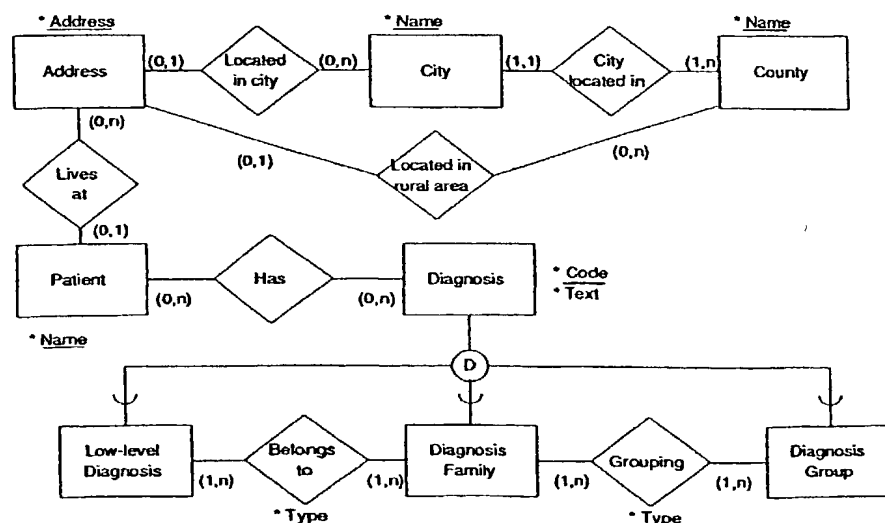 * Address
* Name
* Name
Address
(0,1)
Located
in city
(0,n)
City
(1,1)
City
located in
(1,n)
County
(0,n)
(0,1)
Located in
rural area
(0,n)
Lives
at
(0,1)
Patient
(0,n)
Has
(0,n)
Diagnosis
* Code
* Text
* Name
D
Low-level
Diagnosis
(1,n)
Belongs
to
(1,n)
Diagnosis
Family
(1,n)
Grouping
(1,n)
Diagnosis
Group
* Type
* Type